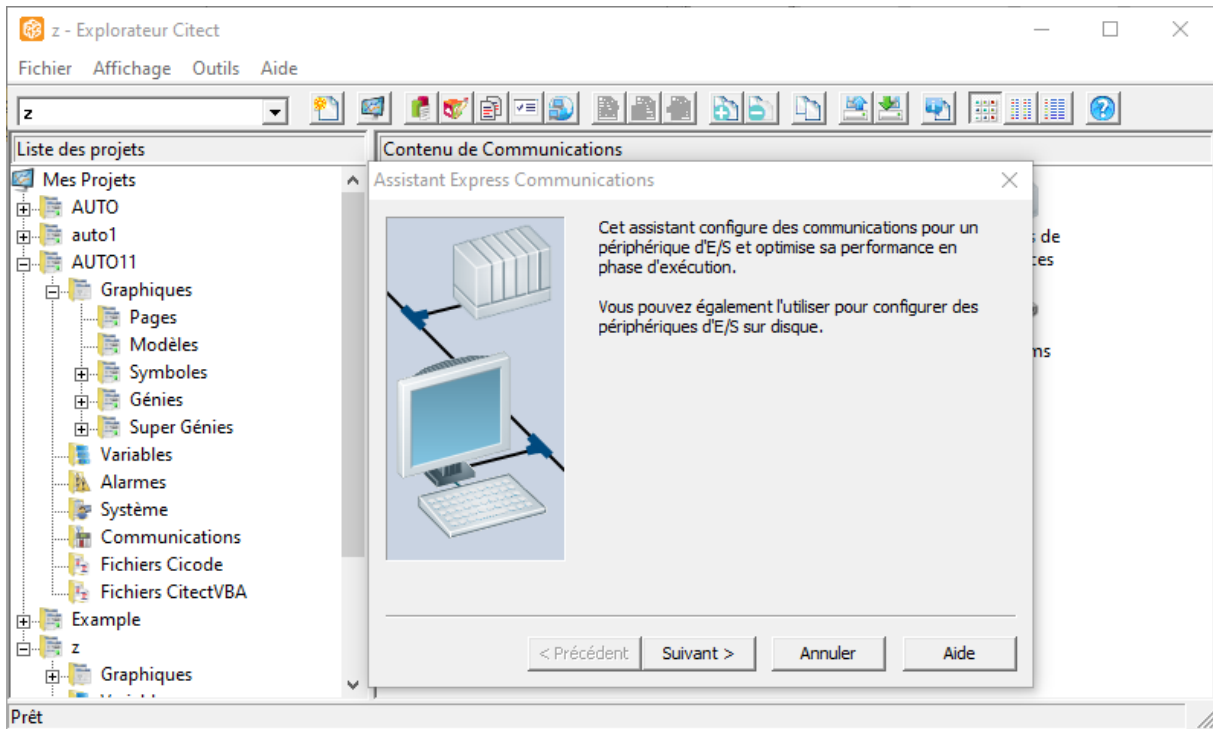 z - Explorateur Citect
Fichier Affichage Outils Aide
z
Liste des projets
Contenu de Communications
Mes Projets
AUTO
auto1
AUTO11
Graphiques
Pages
Modèles
Symboles
Génies
Super Génies
Variables
Alarmes
Système
Communications
Fichiers Cicode
Fichiers CitectVBA
Example
z
Graphiques
Assistant Express Communications
Cet assistant configure des communications pour un
périphérique d'E/S et optimise sa performance en
phase d'exécution.
Vous pouvez également l'utiliser pour configurer des
périphériques d'E/S sur disque.
< Précédent Suivant > Annuler Aide
de
Prêt